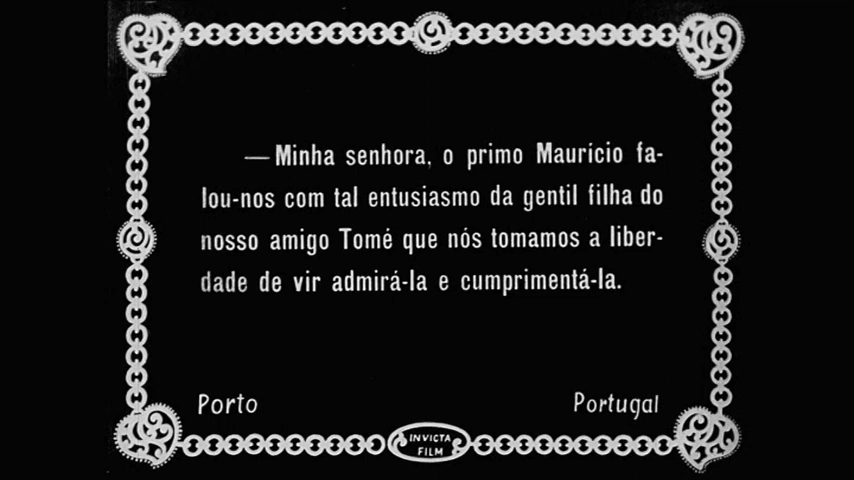 — Minha senhora, o primo Maurício fa-
lou-nos com tal entusiasmo da gentil filha do
nosso amigo Tomé que nós tomamos a liber-
dade de vir admirá-la e cumprimentá-la.
Porto Portugal
INVICTA
FILM